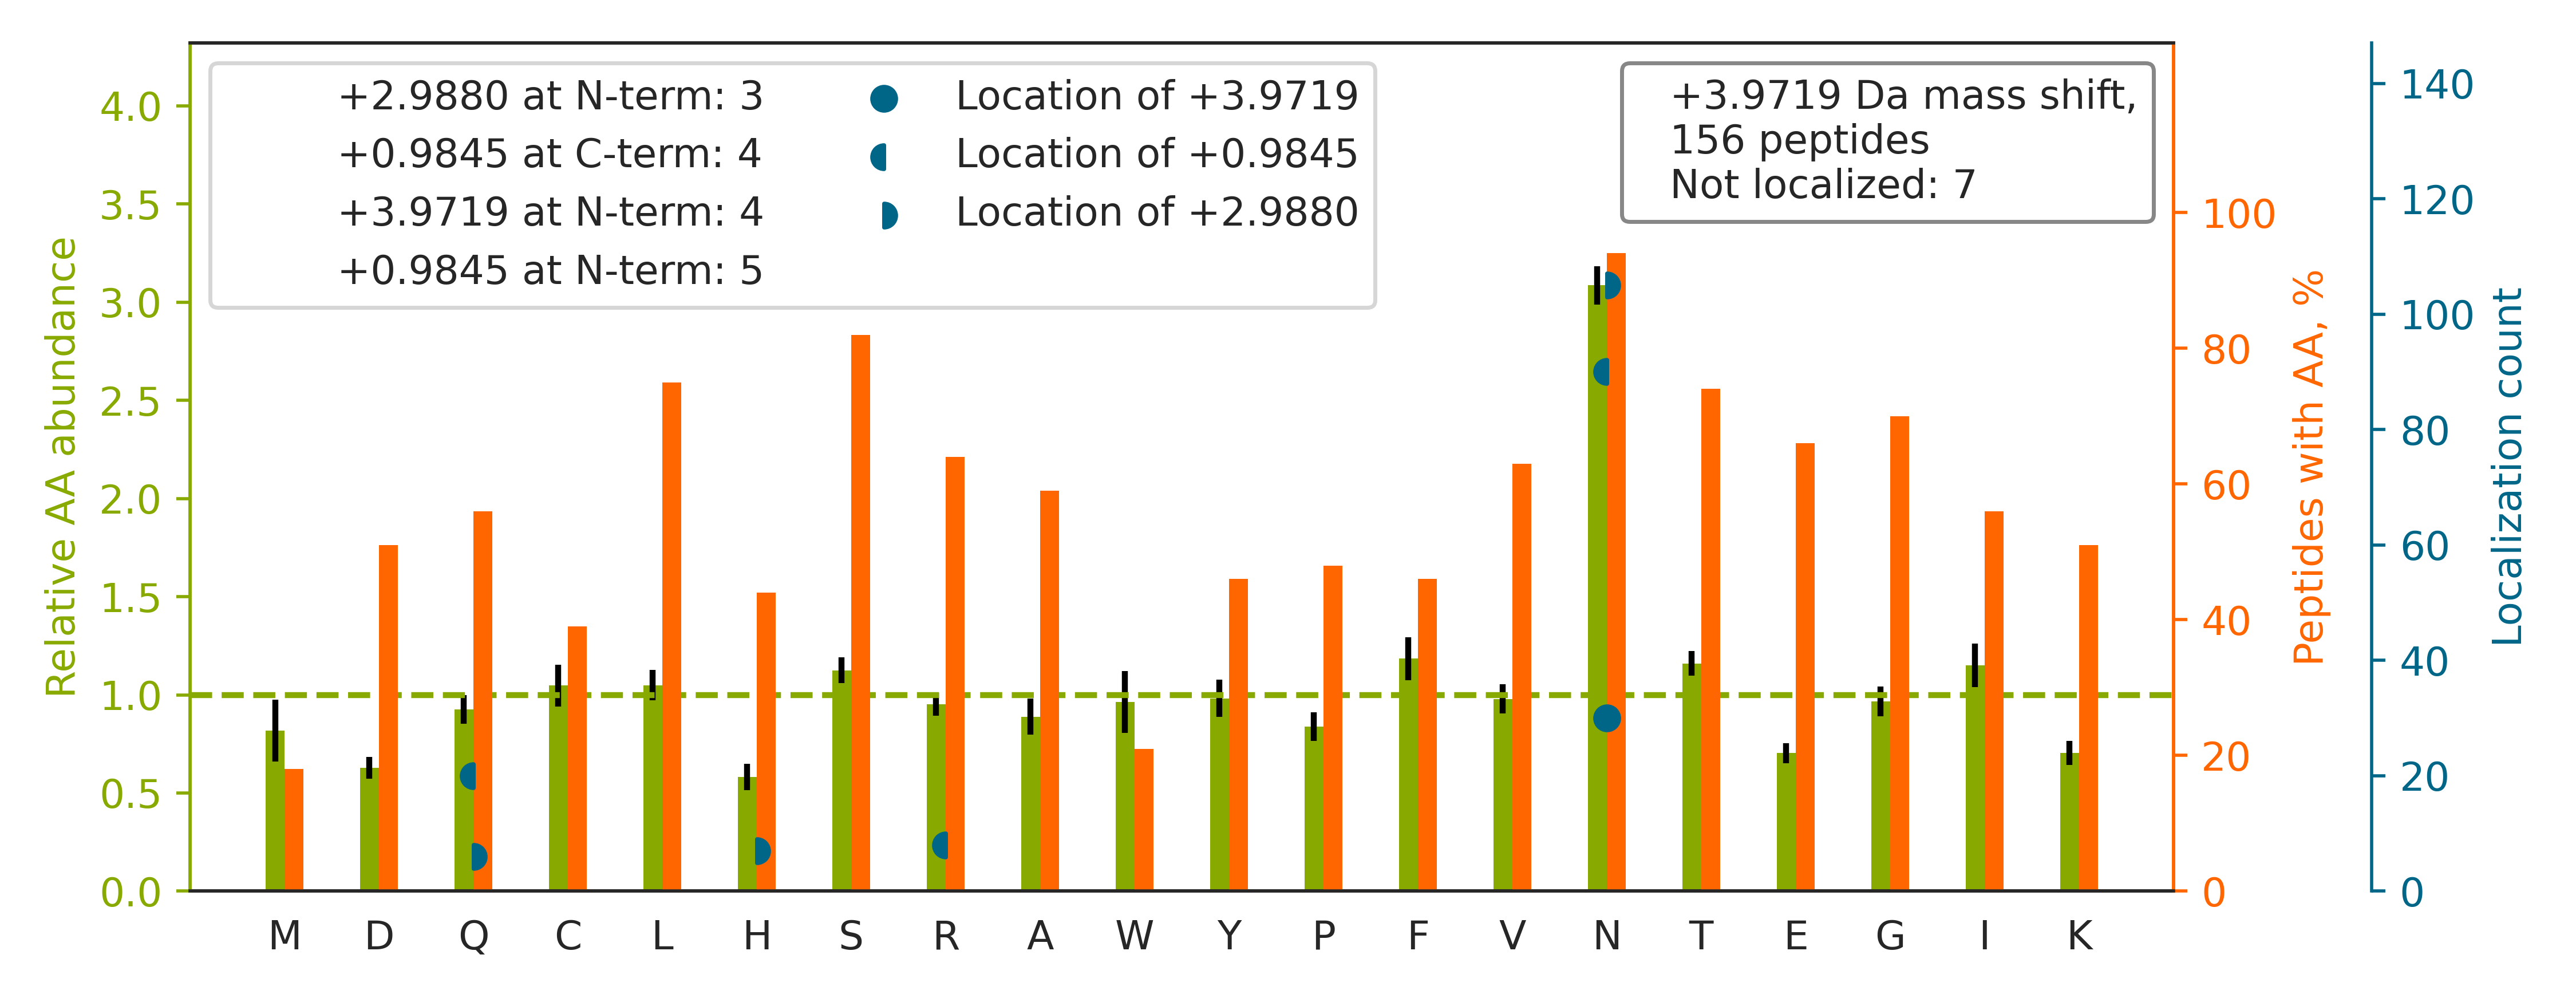 +2.9880 at N-term: 3
+0.9845 at C-term: 4
+3.9719 at N-term: 4
+0.9845 at N-term: 5
Location of +3.9719
Location of +0.9845
Location of +2.9880
+3.9719 Da mass shift,
156 peptides
Not localized: 7
Relative AA abundance
4.0
3.5
3.0
2.5
2.0
1.5
1.0
0.5
0.0
M D Q C L H S R A W Y P F V N T E G I K
100
80
60
40
20
0
Peptides with AA, %
140
120
100
80
60
40
20
0
Localization count